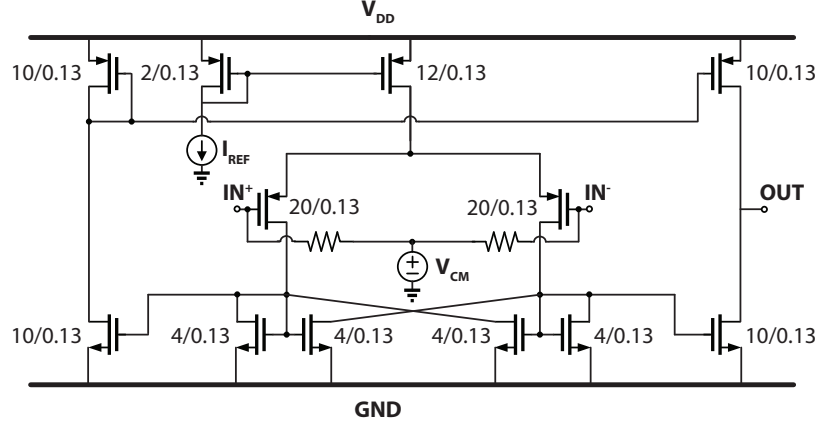 VDD
10/0.13
2/0.13
12/0.13
10/0.13
IREF
IN+
IN-
OUT
20/0.13
20/0.13
+
−
VCM
10/0.13
4/0.13
4/0.13
4/0.13
4/0.13
10/0.13
GND